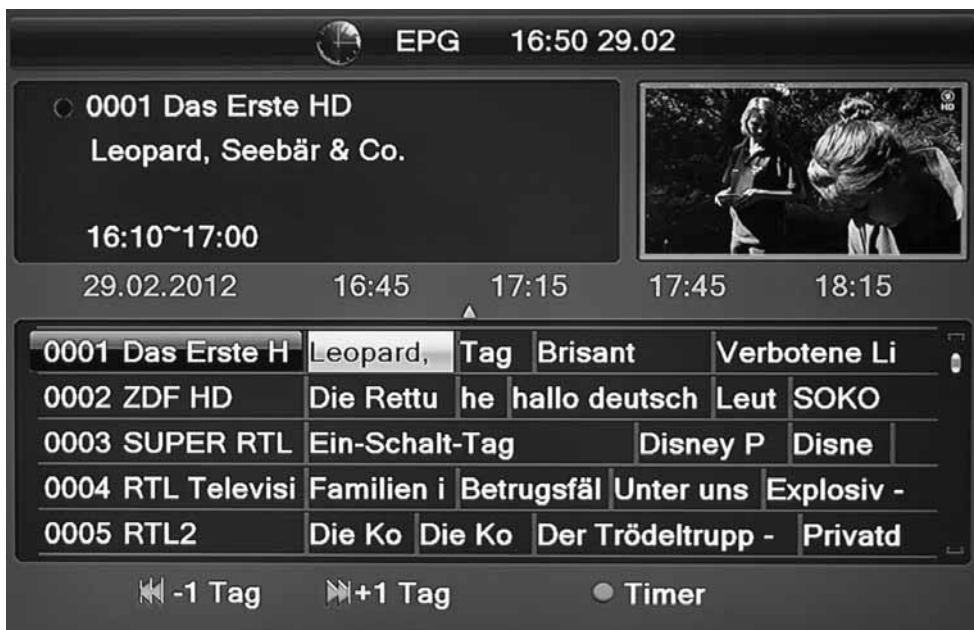 EPG 16:50 29.02
0001 Das Erste HD
Leopard, Seebär & Co.
16:10~17:00
HD
29.02.2012 16:45 17:15 17:45 18:15
0001 Das Erste H Leopard, Tag Brisant Verbotene Li
0002 ZDF HD Die Rettu he hallo deutsch Leut SOKO
0003 SUPER RTL Ein-Schalt-Tag Disney P Disne
0004 RTL Televisi Familien i Betrugsfäl Unter uns Explosiv -
0005 RTL2 Die Ko Die Ko Der Trödeltrupp - Privatd
-1 Tag +1 Tag Timer